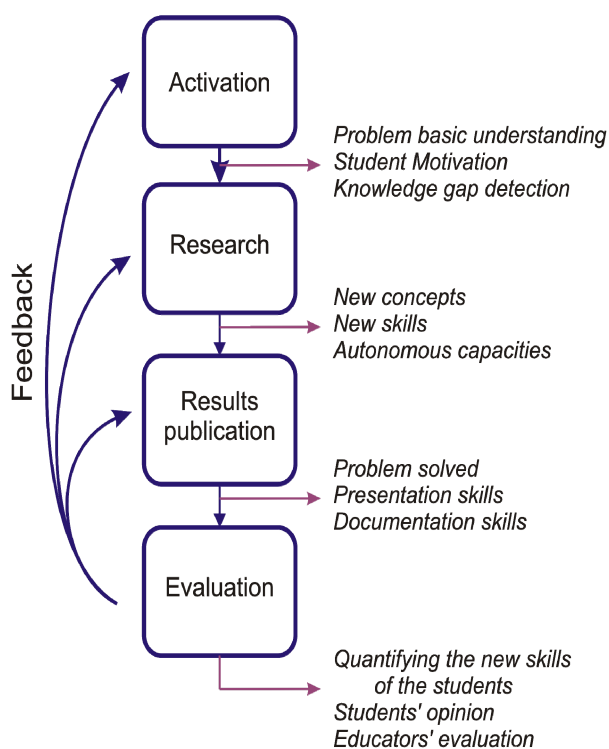 Activation
Problem basic understanding
Student Motivation
Knowledge gap detection
Research
New concepts
New skills
Autonomous capacities
Feedback
Results
publication
Problem solved
Presentation skills
Documentation skills
Evaluation
Quantifying the new skills
of the students
Students' opinion
Educators' evaluation